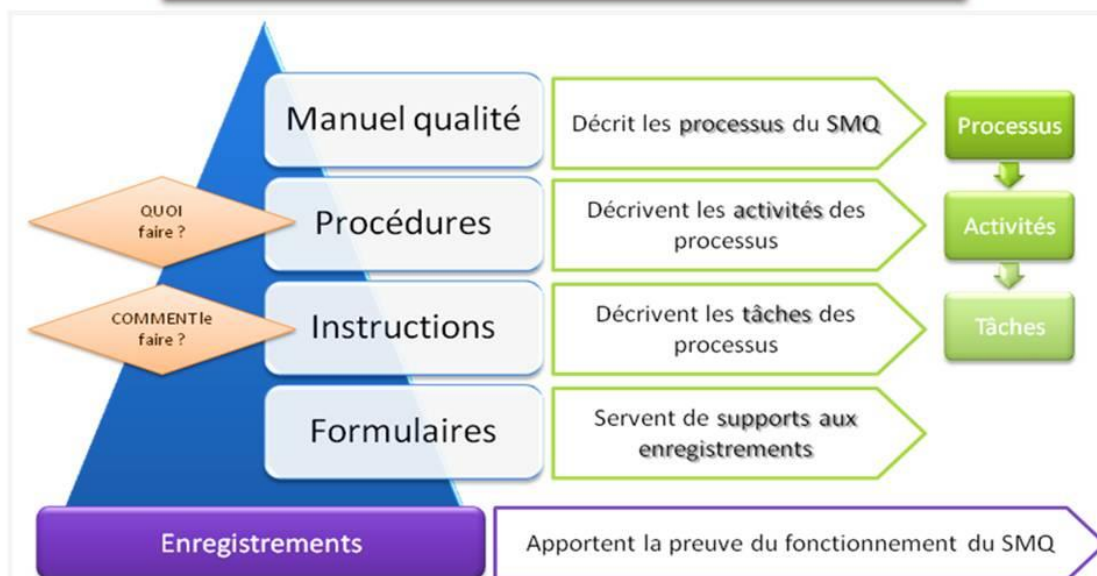 Manuel qualité
Décrit les processus du SMQ
Processus
QUOI
faire ?
Procédures
Décrivent les activités des
processus
Activités
COMMENT le
faire ?
Instructions
Décrivent les tâches des
processus
Tâches
Formulaires
Servent de supports aux
enregistrements
Enregistrements
Apportent la preuve du fonctionnement du SMQ